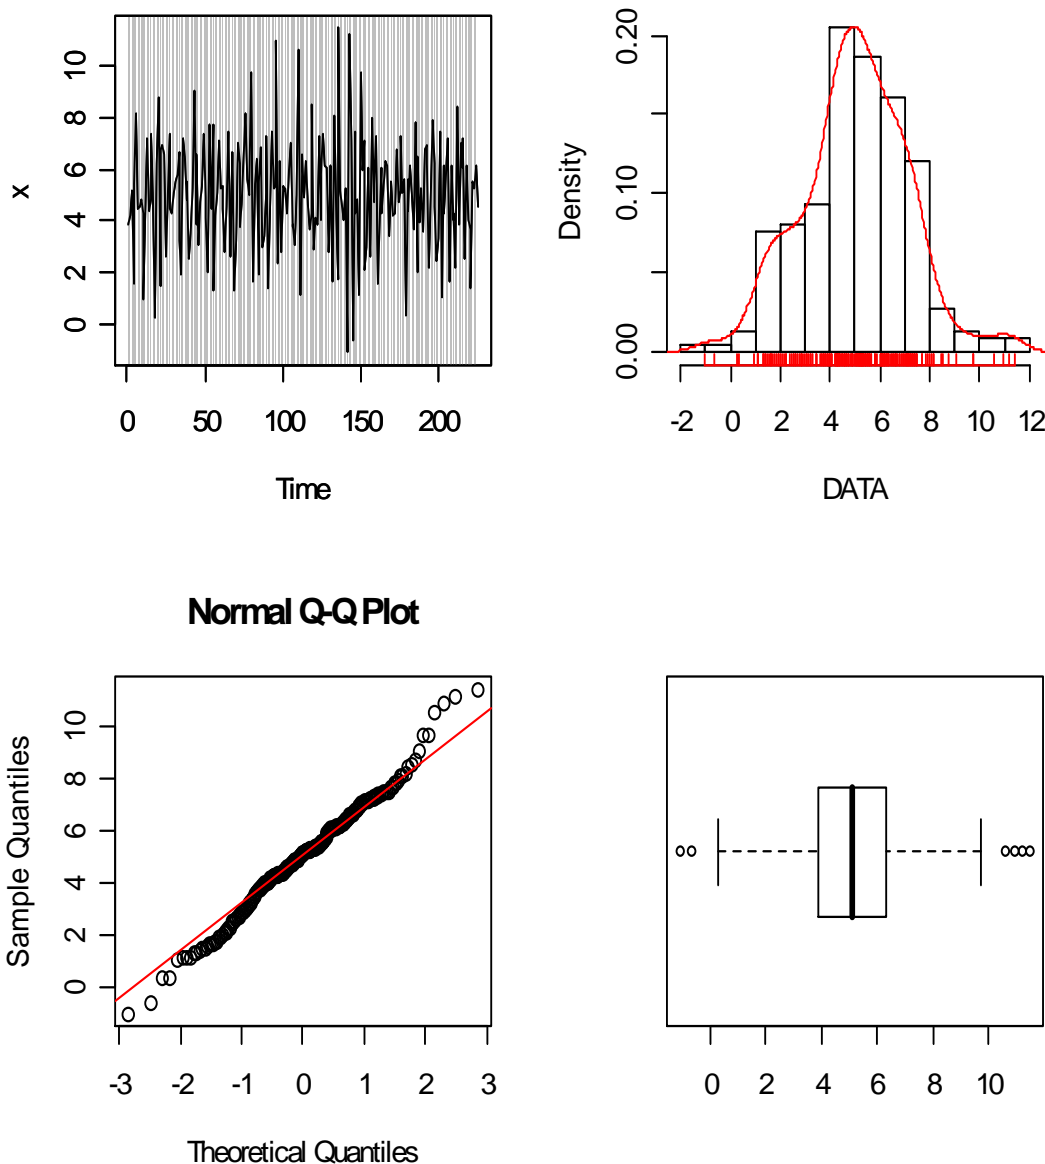 x
0 2 4 6 8 10
0 50 100 150 200
Time
Density
0.00 0.10 0.20
-2 0 2 4 6 8 10 12
DATA
Normal Q-Q Plot
Sample Quantiles
0 2 4 6 8 10
-3 -2 -1 0 1 2 3
Theoretical Quantiles
0 2 4 6 8 10